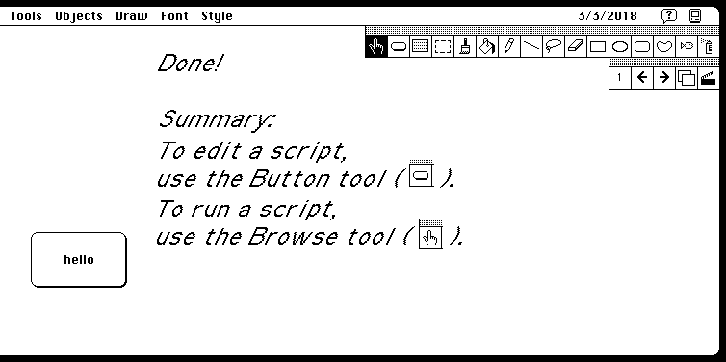 Tools Objects Draw Font Style 3/3/2018
1
Done!
Summary:
To edit a script,
use the Button tool ( ).
To run a script,
use the Browse tool ( ).
hello